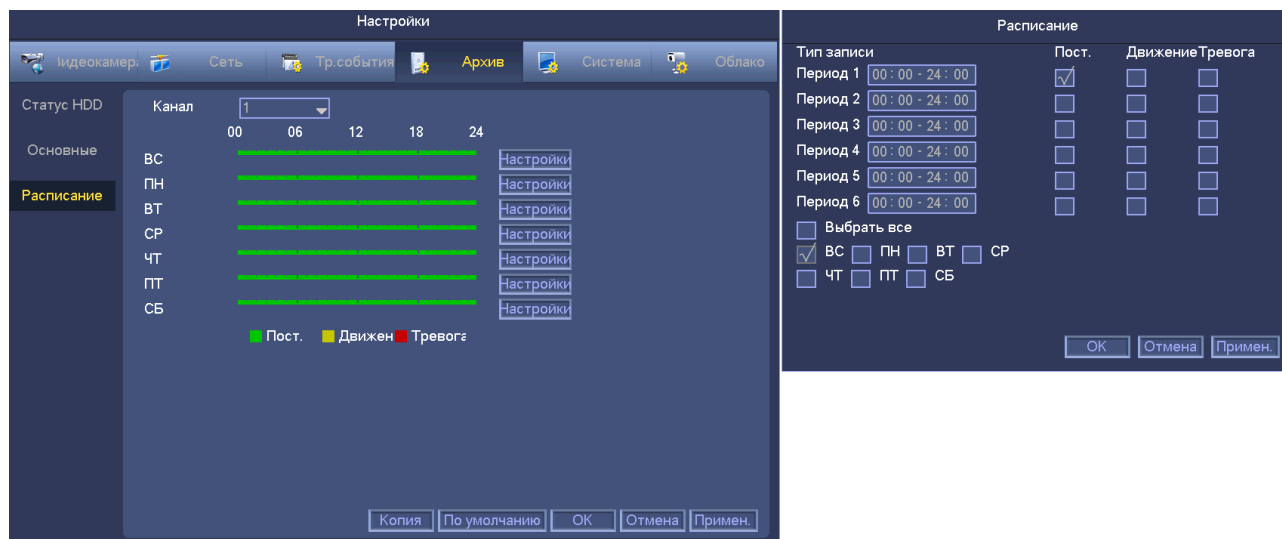 Настройки
идеокамер: Сеть Тр.события Архив Система Облако
Статус HDD
Основные
Расписание
Канал 1
00 06 12 18 24
ВС Настройки
ПН Настройки
ВТ Настройки
СР Настройки
ЧТ Настройки
ПТ Настройки
СБ Настройки
Пост. Движен Тревога
Копия По умолчанию OK Отмена Примен.
Расписание
Тип записи Пост. Движение Тревога
Период 1 00:00 - 24:00
Период 2 00:00 - 24:00
Период 3 00:00 - 24:00
Период 4 00:00 - 24:00
Период 5 00:00 - 24:00
Период 6 00:00 - 24:00
Выбрать все
ВС ПН ВТ СР
ЧТ ПТ СБ
OK Отмена Примен.